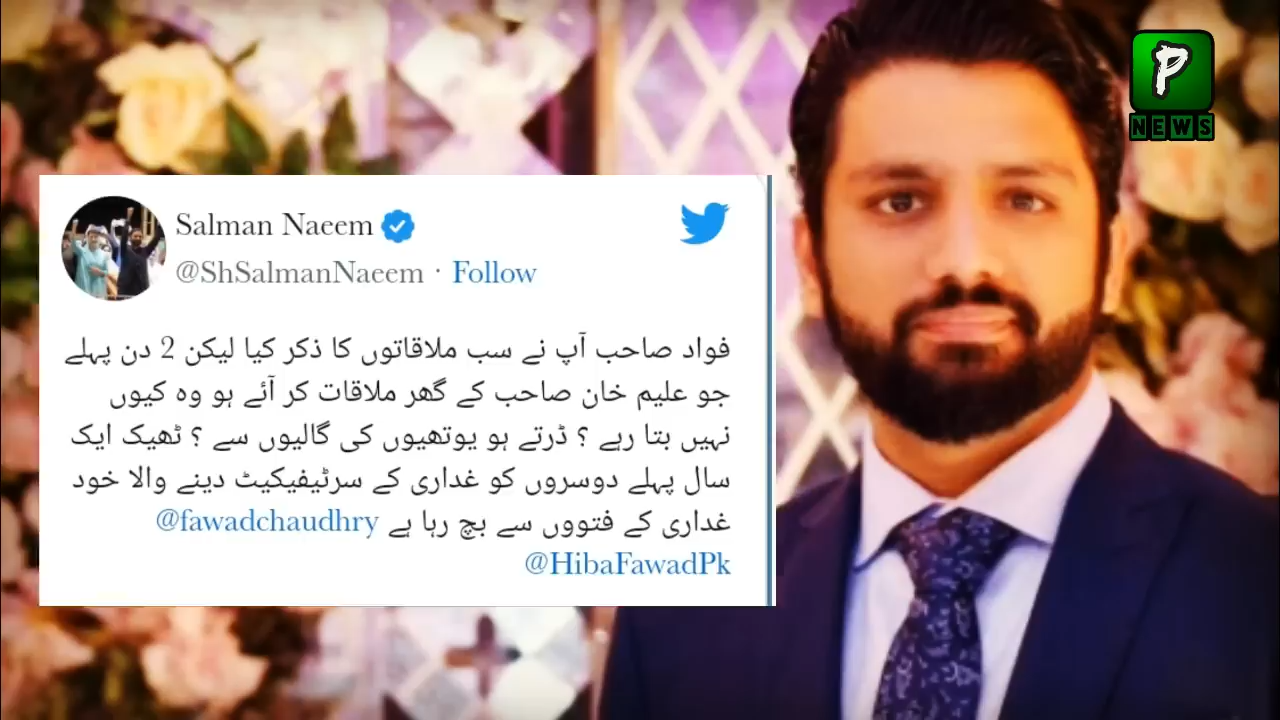 P
NEWS
Salman Naeem
@ShSalmanNaeem · Follow
فواد صاحب آپ نے سب ملاقاتوں کا ذکر کیا لیکن 2 دن پہلے
جو علیم خان صاحب کے گھر ملاقات کر آئے ہو وہ کیوں
نہیں بتا رہے ؟ ڈرتے ہو یوتھیوں کی گالیوں سے ؟ ٹھیک ایک
سال پہلے دوسروں کو غداری کے سرٹیفیکیٹ دینے والا خود
غداری کے فتووں سے بچ رہا ہے @fawadchaudhry
@HibaFawadPk